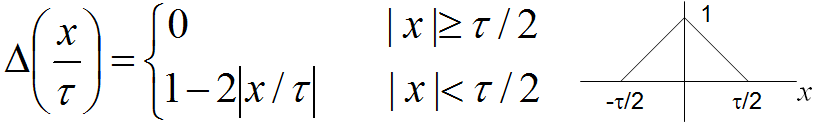 Δ(x/τ) = { 0    | x |≥ τ / 2
1−2|x/τ|    | x |< τ / 2
1
-τ/2    τ/2    x